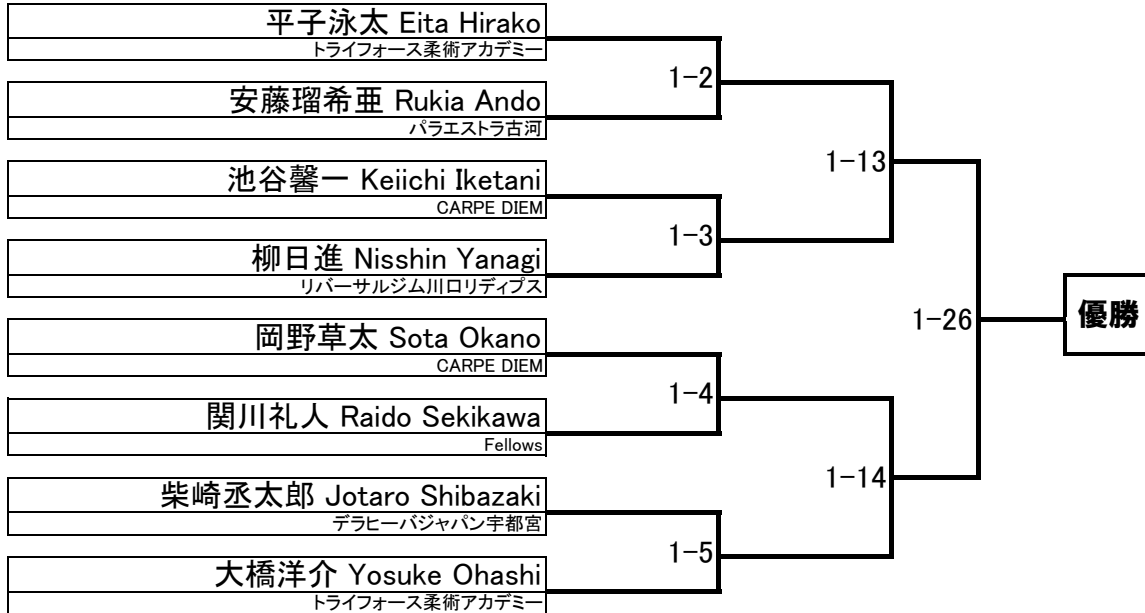 平子泳太 Eita Hirako
トライフォース柔術アカデミー
1-2
安藤瑠希亜 Rukia Ando
パラエストラ古河
1-13
池谷馨一 Keiichi Iketani
CARPE DIEM
1-3
柳日進 Nisshin Yanagi
リバーサルジム川口リディプス
1-26
優勝
岡野草太 Sota Okano
CARPE DIEM
1-4
関川礼人 Raido Sekikawa
Fellows
1-14
柴崎丞太郎 Jotaro Shibazaki
デラヒーバジャパン宇都宮
1-5
大橋洋介 Yosuke Ohashi
トライフォース柔術アカデミー